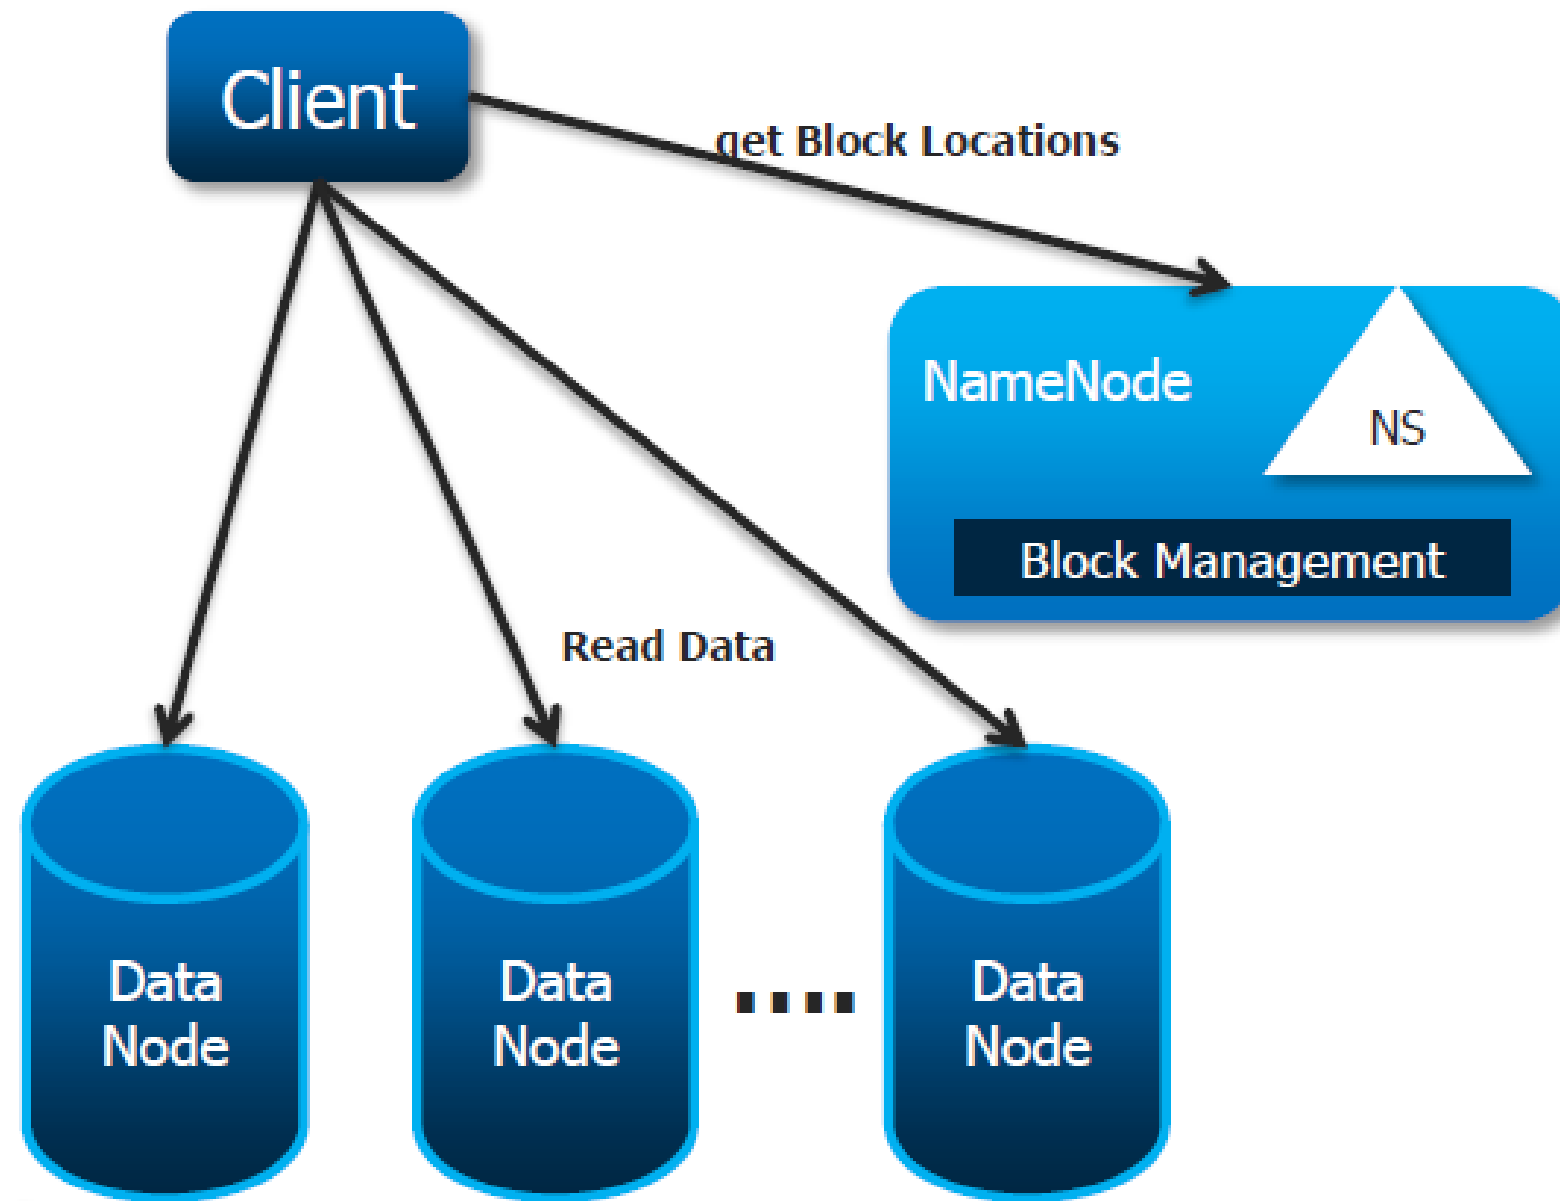 Client
get Block Locations
NameNode
NS
Block Management
Read Data
Data
Node
Data
Node
....
Data
Node